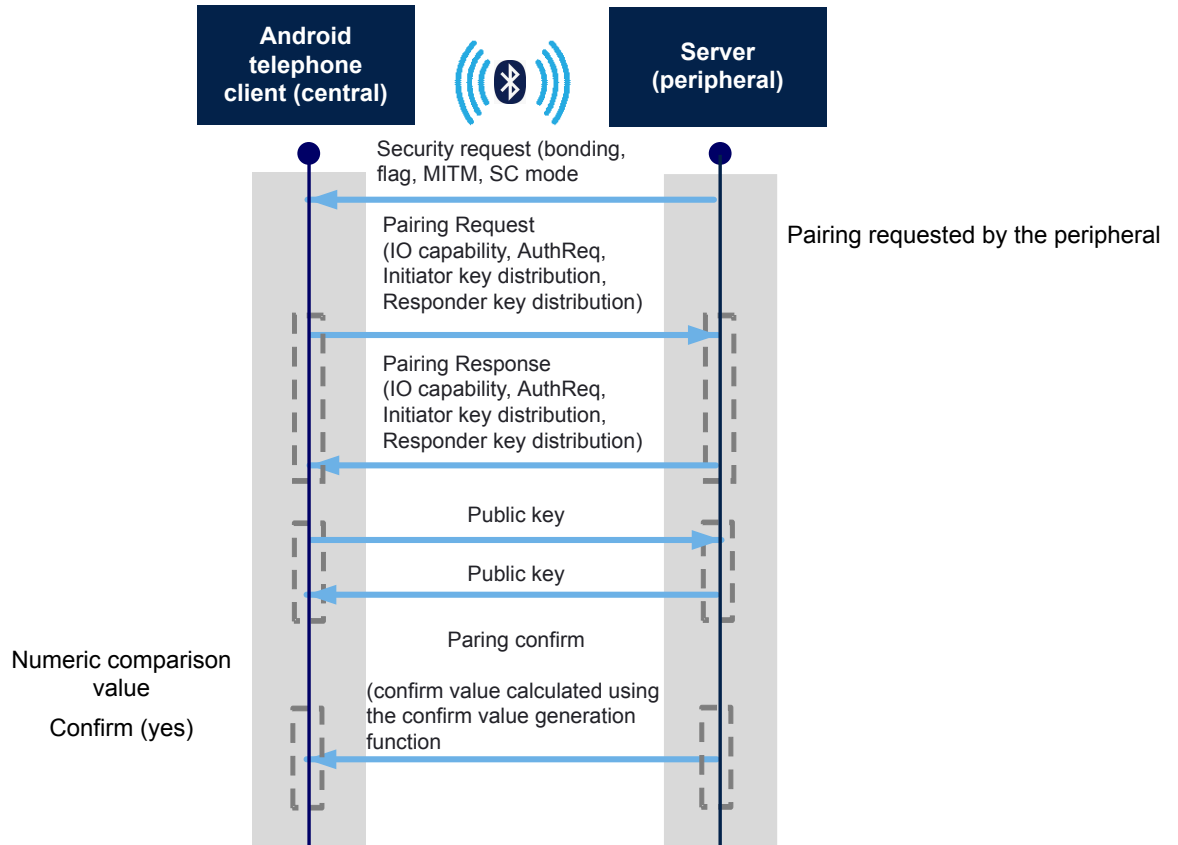 Android
telephone
client (central)
Server
(peripheral)
Security request (bonding,
flag, MITM, SC mode
Pairing Request
(IO capability, AuthReq,
Initiator key distribution,
Responder key distribution)
Pairing requested by the peripheral
Pairing Response
(IO capability, AuthReq,
Initiator key distribution,
Responder key distribution)
Public key
Public key
Paring confirm
Numeric comparison
value
Confirm (yes)
(confirm value calculated using
the confirm value generation
function